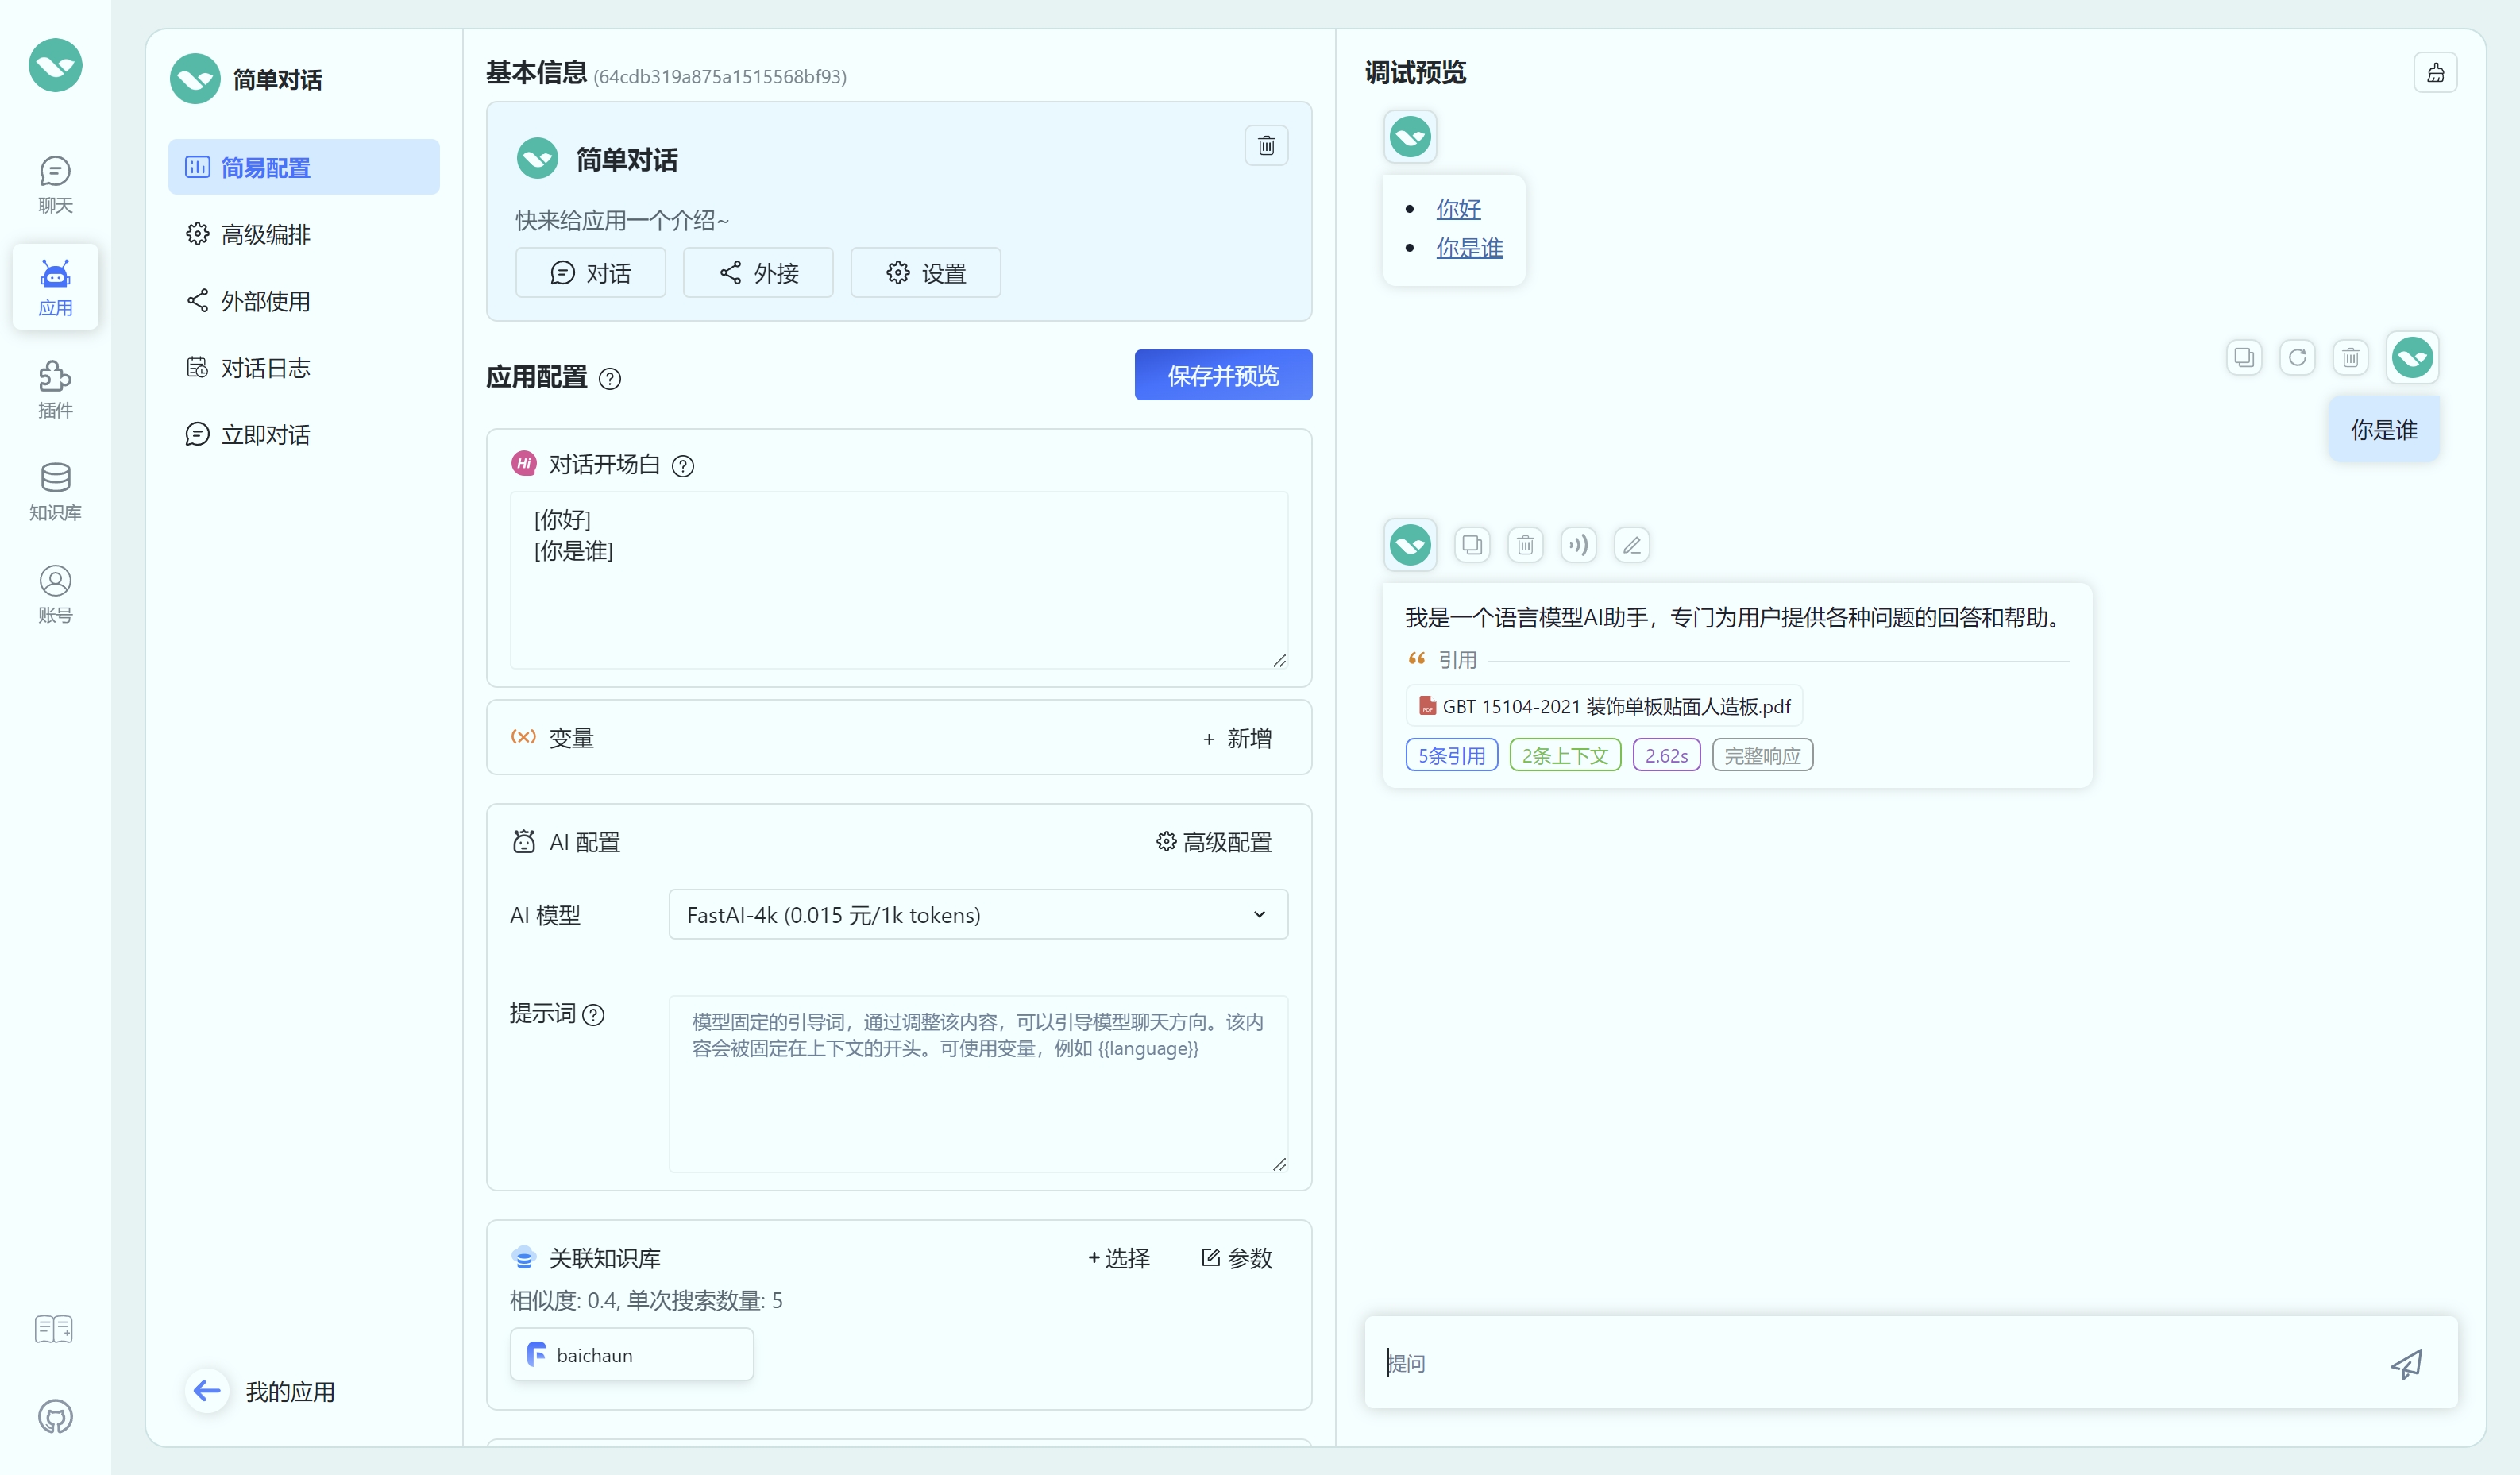 聊天
应用
插件
知识库
账号
简单对话
简易配置
高级编排
外部使用
对话日志
立即对话
我的应用
基本信息 (64cdb319a875a1515568bf93)
简单对话
快来给应用一个介绍~
对话 外接 设置
应用配置 ? 保存并预览
Hi 对话开场白 ?
[你好]
[你是谁]
(x) 变量 + 新增
AI 配置 高级配置
AI 模型 FastAI-4k (0.015 元/1k tokens)
提示词 ? 模型固定的引导词，通过调整该内容，可以引导模型聊天方向。该内
容会被固定在上下文的开头。可使用变量，例如 {{language}}
关联知识库 + 选择 参数
相似度: 0.4, 单次搜索数量: 5
baichaun
调试预览
• 你好
• 你是谁
你是谁
我是一个语言模型AI助手，专门为用户提供各种问题的回答和帮助。
引用
PDF GBT 15104-2021 装饰单板贴面人造板.pdf
5条引用 2条上下文 2.62s 完整响应
提问